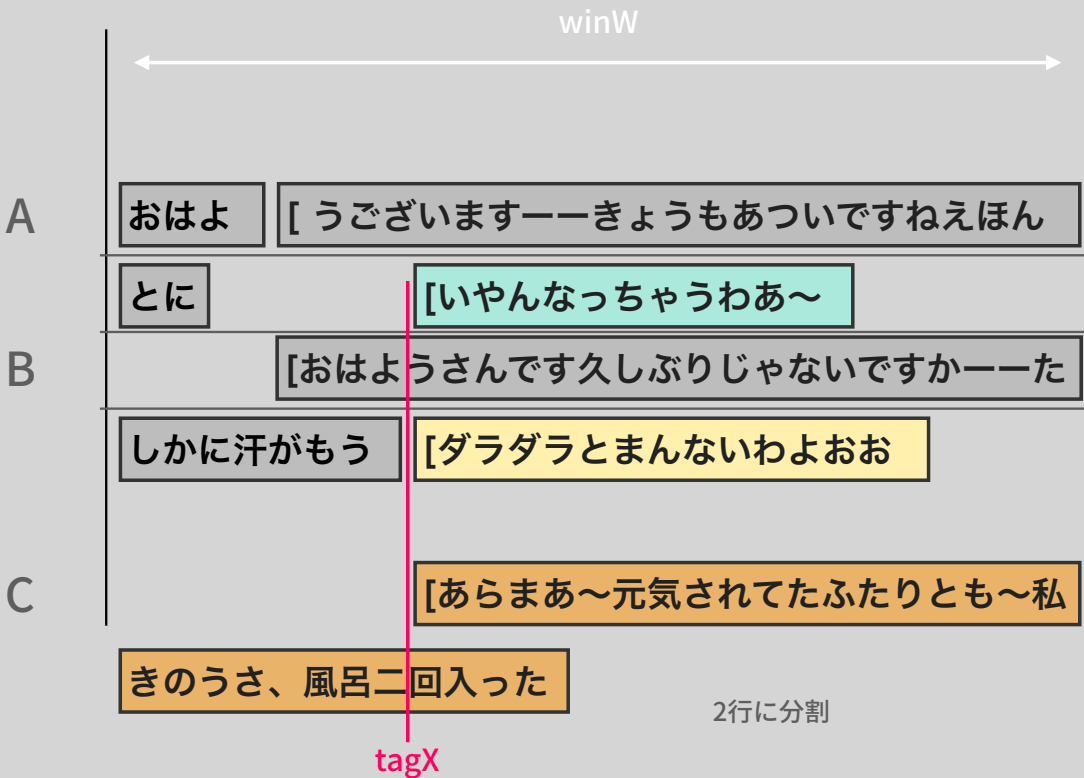 winW
A おはよ [ うございますーーきょうもあついですねえほん
とに [いやんなっちゃうわあ〜
B [おはようさんです久しぶりじゃないですかーーた
しかに汗がもう [ダラダラとまんないわよおお
C [あらまあ〜元気されてたふたりとも〜私
きのうさ、風呂二回入った
2行に分割
tagX